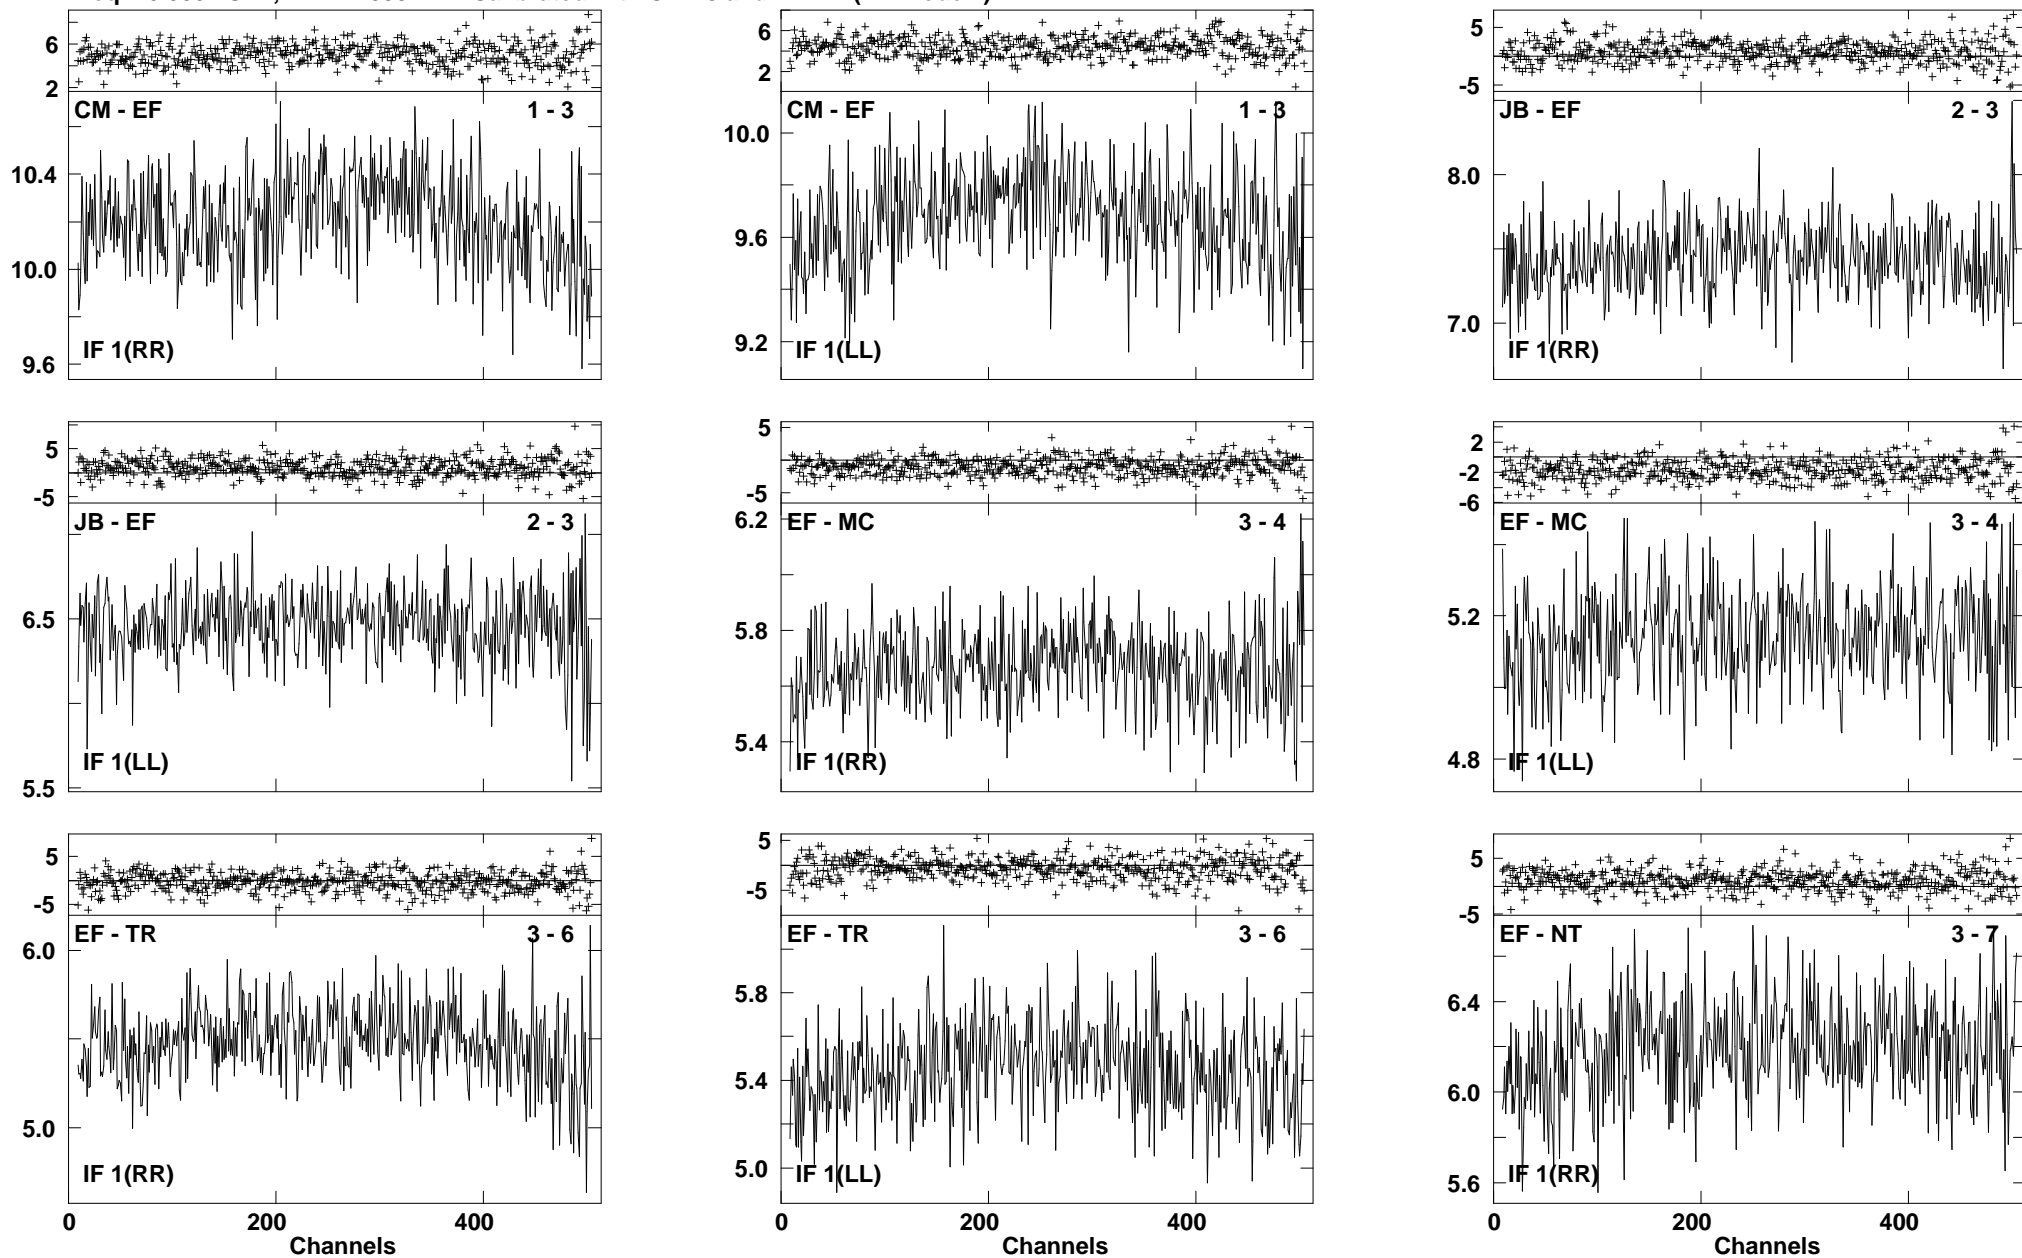 6 6 5
2 2 -5
CM - EF 1 - 3 CM - EF 1 - 3 JB - EF 2 - 3
10.4 10.0 8.0
10.0 9.6 7.0
9.6 9.2
IF 1(RR) IF 1(LL) IF 1(RR)
5 5 2
-5 -5 -2
-6
JB - EF 2 - 3 EF - MC 3 - 4 EF - MC 3 - 4
6.5 6.2 5.2
5.5 5.8 4.8
5.4
IF 1(LL) IF 1(RR) IF 1(LL)
5 5 5
-5 -5 -5
EF - TR 3 - 6 EF - TR 3 - 6 EF - NT 3 - 7
6.0 5.8 6.4
5.0 5.4 6.0
5.0 5.6
IF 1(RR) IF 1(LL) IF 1(RR)
0 200 400 0 200 400 0 200 400
Channels Channels Channels